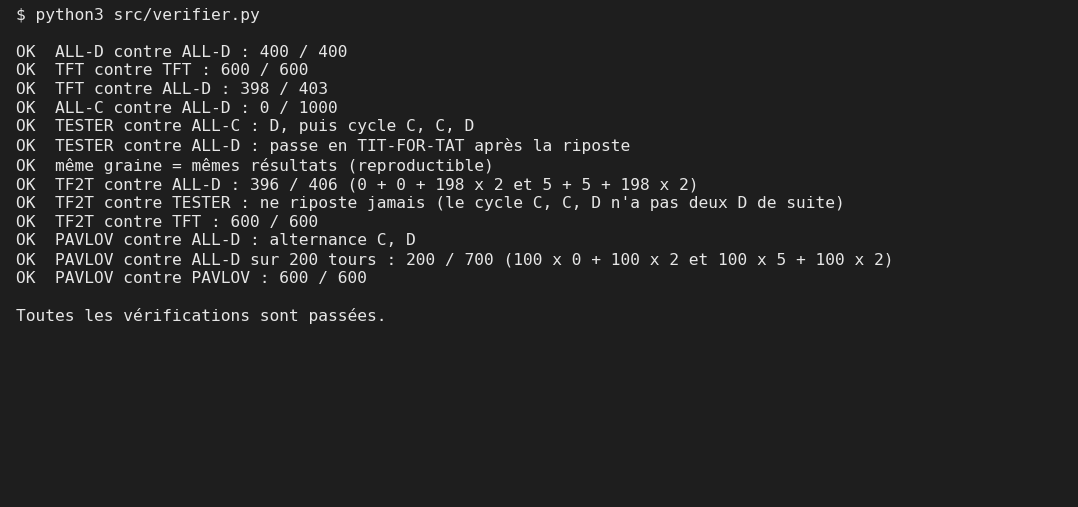 $ python3 src/verifier.py
OK  ALL-D contre ALL-D : 400 / 400
OK  TFT contre TFT : 600 / 600
OK  TFT contre ALL-D : 398 / 403
OK  ALL-C contre ALL-D : 0 / 1000
OK  TESTER contre ALL-C : D, puis cycle C, C, D
OK  TESTER contre ALL-D : passe en TIT-FOR-TAT après la riposte
OK  même graine = mêmes résultats (reproductible)
OK  TF2T contre ALL-D : 396 / 406 (0 + 0 + 198 x 2 et 5 + 5 + 198 x 2)
OK  TF2T contre TESTER : ne riposte jamais (le cycle C, C, D n'a pas deux D de suite)
OK  TF2T contre TFT : 600 / 600
OK  PAVLOV contre ALL-D : alternance C, D
OK  PAVLOV contre ALL-D sur 200 tours : 200 / 700 (100 x 0 + 100 x 2 et 100 x 5 + 100 x 2)
OK  PAVLOV contre PAVLOV : 600 / 600
Toutes les vérifications sont passées.